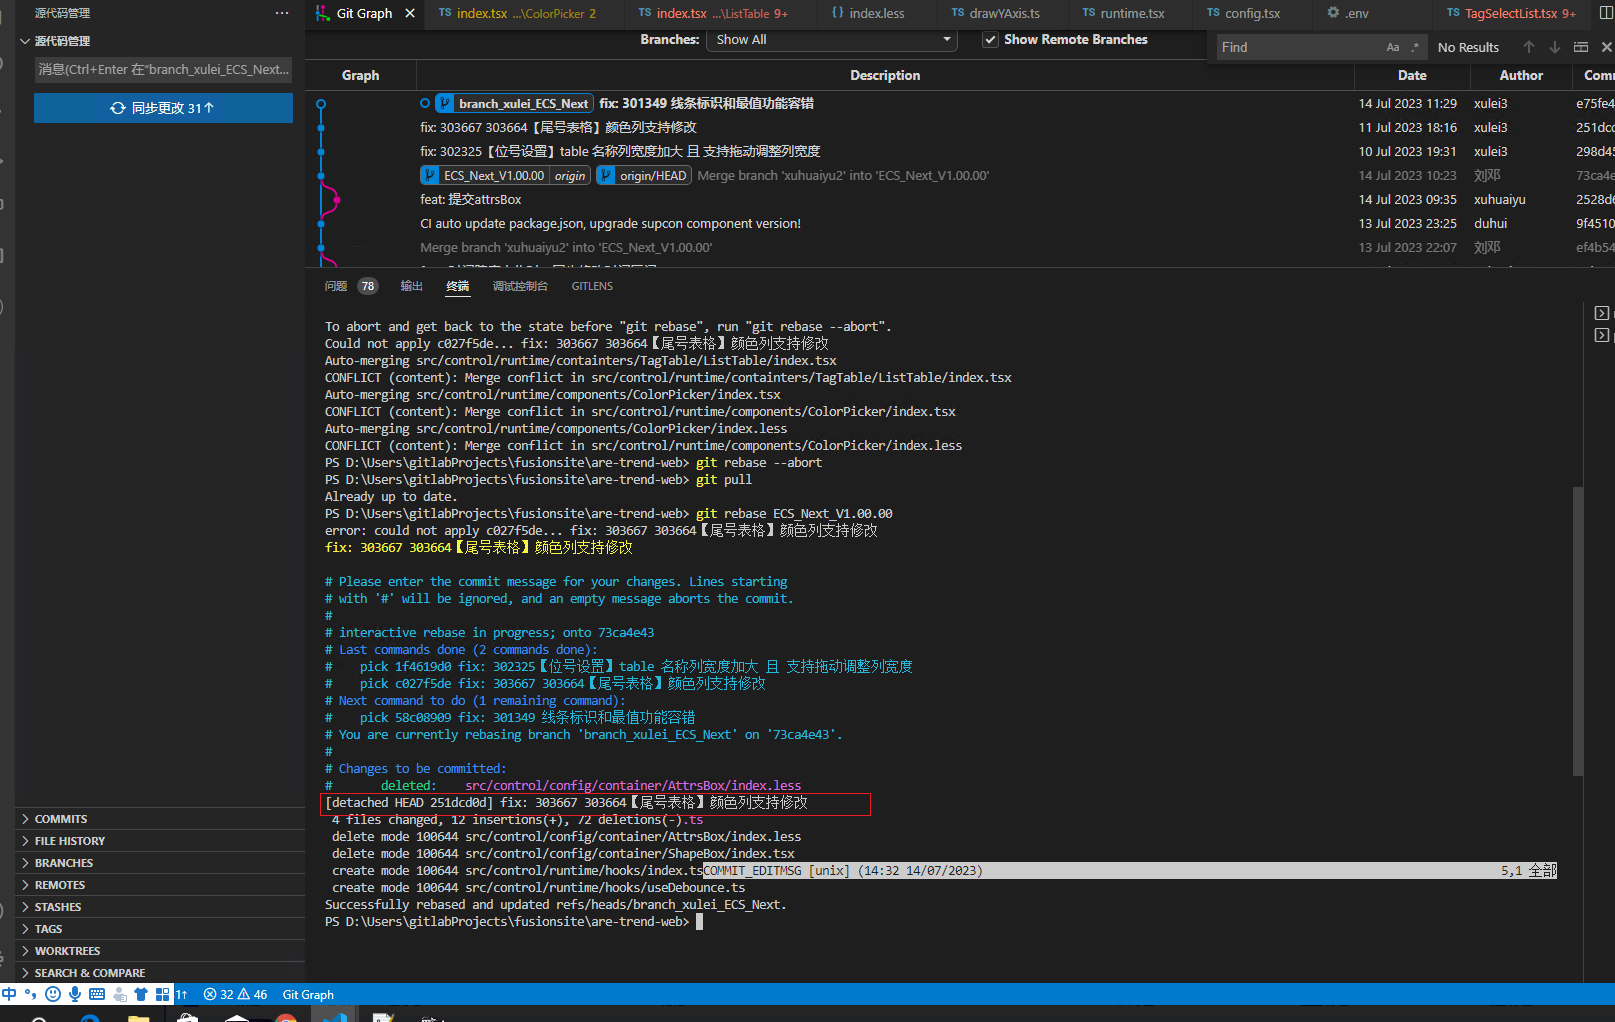 源代码管理 ···
Git Graph ×
TS index.tsx ...\ColorPicker 2
TS index.tsx ...\ListTable 9+
{} index.less
TS drawYAxis.ts
TS runtime.tsx
TS config.tsx
.env
TS TagSelectList.tsx 9+
源代码管理
消息(Ctrl+Enter 在"branch_xulei_ECS_Next...
同步更改 31↑
Branches: Show All
Show Remote Branches
Find Aa .* No Results
Graph Description Date Author Com
branch_xulei_ECS_Next fix: 301349 线条标识和最值功能容错 14 Jul 2023 11:29 xulei3 e75fe4
fix: 303667 303664【尾号表格】颜色列支持修改 11 Jul 2023 18:16 xulei3 251dcc
fix: 302325【位号设置】table 名称列宽度加大 且 支持拖动调整列宽度 10 Jul 2023 19:31 xulei3 298d45
ECS_Next_V1.00.00 origin origin/HEAD Merge branch 'xuhuaiyu2' into 'ECS_Next_V1.00.00' 14 Jul 2023 10:23 刘邓 73ca4e
feat: 提交attrsBox 14 Jul 2023 09:35 xuhuaiyu 2528d6
CI auto update package.json, upgrade supcon component version! 13 Jul 2023 23:25 duhui 9f4510
Merge branch 'xuhuaiyu2' into 'ECS_Next_V1.00.00' 13 Jul 2023 22:07 刘邓 ef4b54
问题 78 输出 终端 调试控制台 GITLENS
To abort and get back to the state before "git rebase", run "git rebase --abort".
Could not apply c027f5de... fix: 303667 303664【尾号表格】颜色列支持修改
Auto-merging src/control/runtime/containters/TagTable/ListTable/index.tsx
CONFLICT (content): Merge conflict in src/control/runtime/containters/TagTable/ListTable/index.tsx
Auto-merging src/control/runtime/components/ColorPicker/index.tsx
CONFLICT (content): Merge conflict in src/control/runtime/components/ColorPicker/index.tsx
Auto-merging src/control/runtime/components/ColorPicker/index.less
CONFLICT (content): Merge conflict in src/control/runtime/components/ColorPicker/index.less
PS D:\Users\gitlabProjects\fusionsite\are-trend-web> git rebase --abort
PS D:\Users\gitlabProjects\fusionsite\are-trend-web> git pull
Already up to date.
PS D:\Users\gitlabProjects\fusionsite\are-trend-web> git rebase ECS_Next_V1.00.00
error: could not apply c027f5de... fix: 303667 303664【尾号表格】颜色列支持修改
fix: 303667 303664【尾号表格】颜色列支持修改
# Please enter the commit message for your changes. Lines starting
# with '#' will be ignored, and an empty message aborts the commit.
#
# interactive rebase in progress; onto 73ca4e43
# Last commands done (2 commands done):
# pick 1f4619d0 fix: 302325【位号设置】table 名称列宽度加大 且 支持拖动调整列宽度
# pick c027f5de fix: 303667 303664【尾号表格】颜色列支持修改
# Next command to do (1 remaining command):
# pick 58c08909 fix: 301349 线条标识和最值功能容错
# You are currently rebasing branch 'branch_xulei_ECS_Next' on '73ca4e43'.
#
# Changes to be committed:
# deleted: src/control/config/container/AttrsBox/index.less
[detached HEAD 251dcd0d] fix: 303667 303664【尾号表格】颜色列支持修改
4 files changed, 12 insertions(+), 72 deletions(-).ts
delete mode 100644 src/control/config/container/AttrsBox/index.less
delete mode 100644 src/control/config/container/ShapeBox/index.tsx
create mode 100644 src/control/runtime/hooks/index.tsCOMMIT_EDITMSG [unix] (14:32 14/07/2023) 5,1 全部
create mode 100644 src/control/runtime/hooks/useDebounce.ts
Successfully rebased and updated refs/heads/branch_xulei_ECS_Next.
PS D:\Users\gitlabProjects\fusionsite\are-trend-web>
COMMITS
FILE HISTORY
BRANCHES
REMOTES
STASHES
TAGS
WORKTREES
SEARCH & COMPARE
中 1↑ 32 46 Git Graph